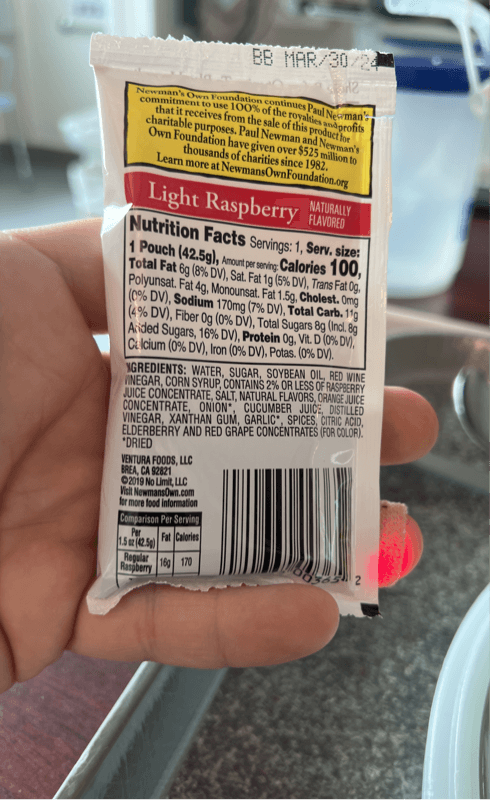 BB MAR/30/24
Newman's Own Foundation continues Paul Newman's
commitment to use 100% of the royalties and profits
that it receives from the sale of this product for
charitable purposes. Paul Newman and Newman's
Own Foundation have given over $525 million to
thousands of charities since 1982.
Learn more at NewmansOwnFoundation.org
Light Raspberry NATURALLY
FLAVORED
Nutrition Facts Servings: 1, Serv. size:
1 Pouch (42.5g), Amount per serving: Calories 100,
Total Fat 6g (8% DV), Sat. Fat 1g (5% DV), Trans Fat 0g,
Polyunsat. Fat 4g, Monounsat. Fat 1.5g, Cholest. 0mg
(0% DV), Sodium 170mg (7% DV), Total Carb. 11g
(4% DV), Fiber 0g (0% DV), Total Sugars 8g (Incl. 8g
Added Sugars, 16% DV), Protein 0g, Vit. D (0% DV),
Calcium (0% DV), Iron (0% DV), Potas. (0% DV).
INGREDIENTS: WATER, SUGAR, SOYBEAN OIL, RED WINE
VINEGAR, CORN SYRUP, CONTAINS 2% OR LESS OF RASPBERRY
JUICE CONCENTRATE, SALT, NATURAL FLAVORS, ORANGE JUICE
CONCENTRATE, ONION*, CUCUMBER JUICE, DISTILLED
VINEGAR, XANTHAN GUM, GARLIC*, SPICES, CITRIC ACID,
ELDERBERRY AND RED GRAPE CONCENTRATES (FOR COLOR).
*DRIED
VENTURA FOODS, LLC
BREA, CA 92821
©2019 No Limit, LLC
Visit NewmansOwn.com
for more food information
Comparison Per Serving
Per
1.5 oz (42.5g) Fat Calories
Regular
Raspberry 16g 170
2